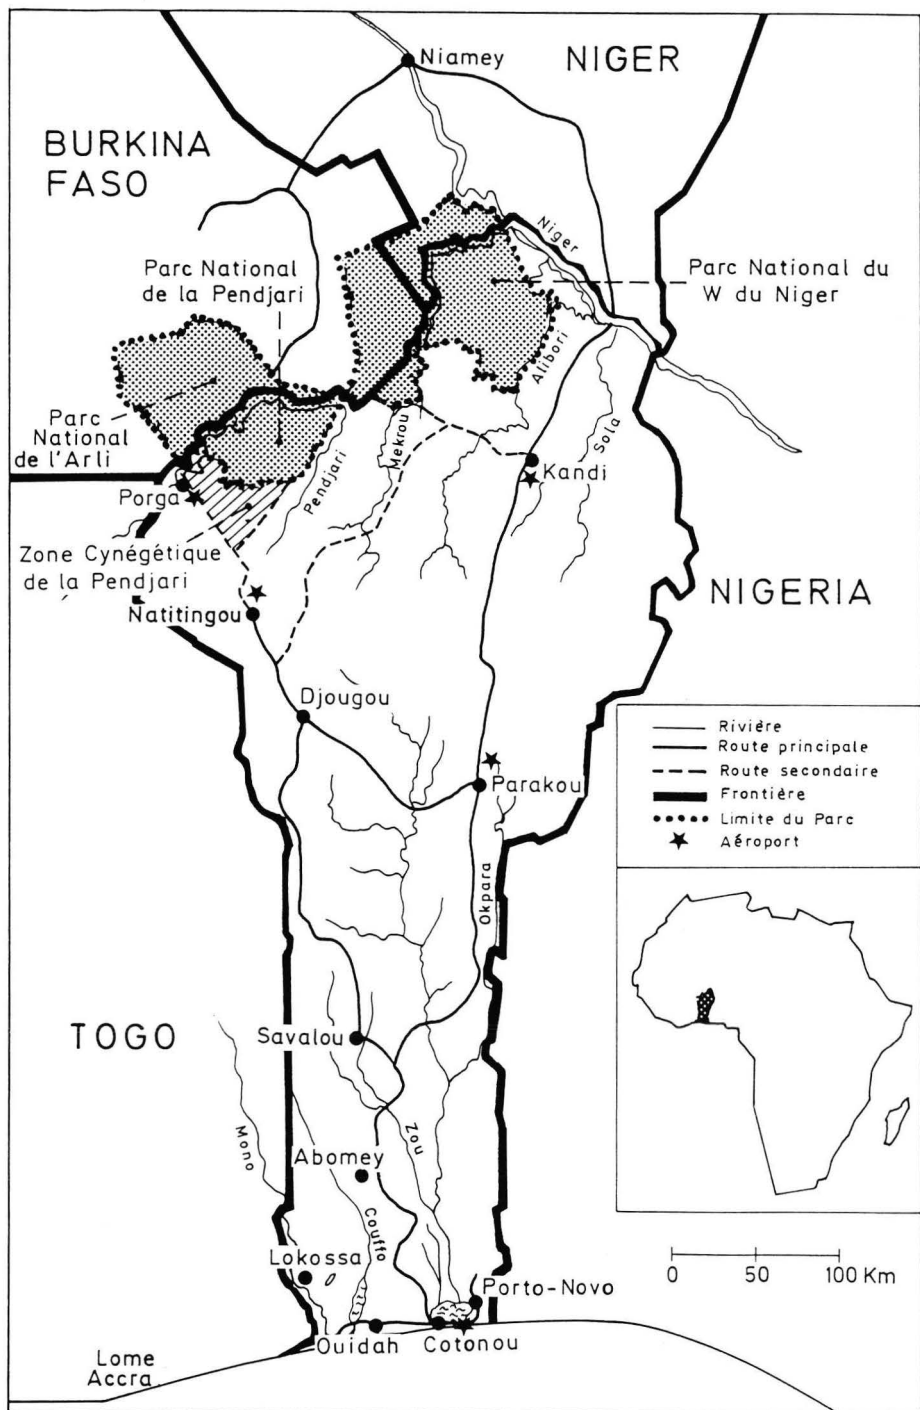 Niamey
NIGER
BURKINA
FASO
Niger
Parc National
de la Pendjari
Parc National du
W du Niger
Alibori
Parc
National
de l'Arli
Mekrou
Sola
Pendjari
Kandi
Porga
Zone Cynégétique
de la Pendjari
NIGERIA
Natitingou
Djougou
Rivière
Route principale
Route secondaire
Frontière
Limite du Parc
Aéroport
Parakou
Okpara
TOGO
Savalou
Mono
Zou
Abomey
Couffo
Lokossa
0 50 100 Km
Porto-Novo
Ouidah
Cotonou
Lome
Accra